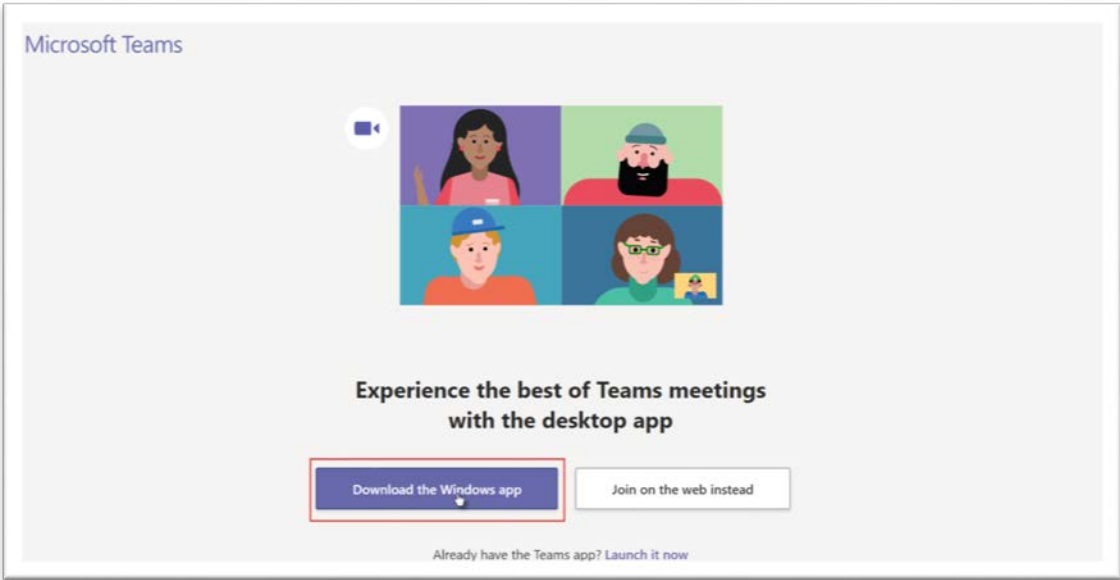 Microsoft Teams
Experience the best of Teams meetings
with the desktop app
Download the Windows app
Join on the web instead
Already have the Teams app? Launch it now